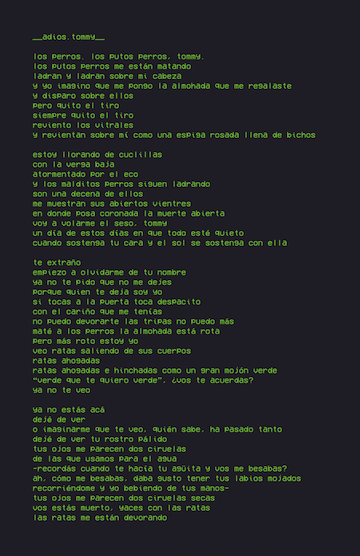 __adios.tommy__
los perros. los putos perros, tommy.
los putos perros me están matando
ladran y ladran sobre mi cabeza
y yo imagino que me pongo la almohada que me regalaste
y disparo sobre ellos
pero quito el tiro
siempre quito el tiro
reviento los vitrales
y revientan sobre mí como una espiga rosada llena de bichos
estoy llorando de cuclillas
con la verga baja
atormentado por el eco
y los malditos perros siguen ladrando
son una decena de ellos
me muestran sus abiertos vientres
en donde posa coronada la muerte abierta
voy a volarme el seso, tommy
un día de estos días en que todo esté quieto
cuando sostenga tu cara y el sol se sostenga con ella
te extraño
empiezo a olvidarme de tu nombre
ya no te pido que no me dejes
porque quien te deja soy yo
si tocas a la puerta toca despacito
con el cariño que me tenías
no puedo devorarte las tripas no puedo más
maté a los perros la almohada está rota
pero más roto estoy yo
veo ratas saliendo de sus cuerpos
ratas ahogadas
ratas ahogadas e hinchadas como un gran mojón verde
"verde que te quiero verde", ¿vos te acuerdas?
ya no te veo
ya no estás acá
dejé de ver
o imaginarme que te veo, quién sabe, ha pasado tanto
dejé de ver tu rostro pálido
tus ojos me parecen dos ciruelas
de las que usamos para el agua
-recordás cuando te hacía tu agüita y vos me besabas?
ah, cómo me besabas, daba gusto tener tus labios mojados
recorriéndome y yo bebiendo de tus manos-
tus ojos me parecen dos ciruelas secas
vos estás muerto, yaces con las ratas
las ratas me están devorando